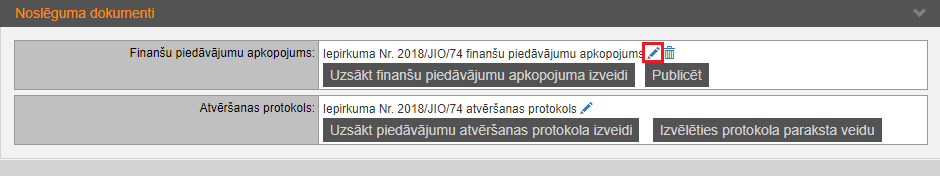 Noslēguma dokumenti
Finanšu piedāvājumu apkopojums: Iepirkuma Nr. 2018/JIO/74 finanšu piedāvājumu apkopojums
Uzsākt finanšu piedāvājumu apkopojuma izveidi Publicēt
Atvēršanas protokols: Iepirkuma Nr. 2018/JIO/74 atvēršanas protokols
Uzsākt piedāvājumu atvēršanas protokola izveidi Izvēlēties protokola paraksta veidu